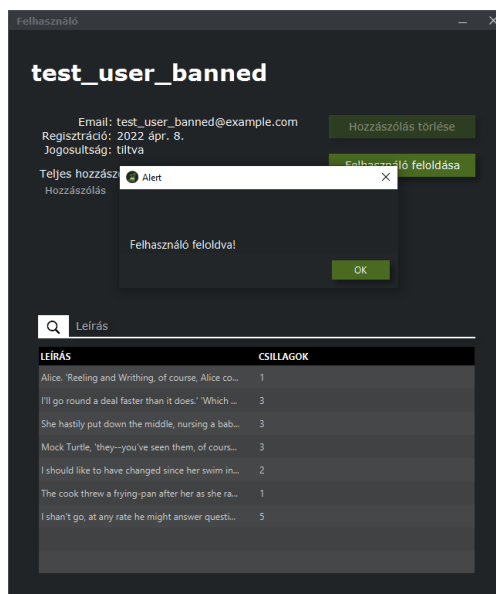 Felhasználó
test_user_banned
Email: test_user_banned@example.com
Regisztráció: 2022 ápr. 8.
Jogosultság: tiltva
Hozzászólás törlése
Felhasználó feloldása
Teljes
Hozzászólás
Alert
Felhasználó feloldva!
OK
Leírás
LEÍRÁS CSILLAGOK
Alice. 'Reeling and Writhing, of course, Alice co... 1
I'll go round a deal faster than it does.' 'Which ... 3
She hastily put down the middle, nursing a bab... 3
Mock Turtle, 'they--you've seen them, of cours... 3
I should like to have changed since her swim in... 2
The cook threw a frying-pan after her as she ra... 1
I shan't go, at any rate he might answer questi... 5